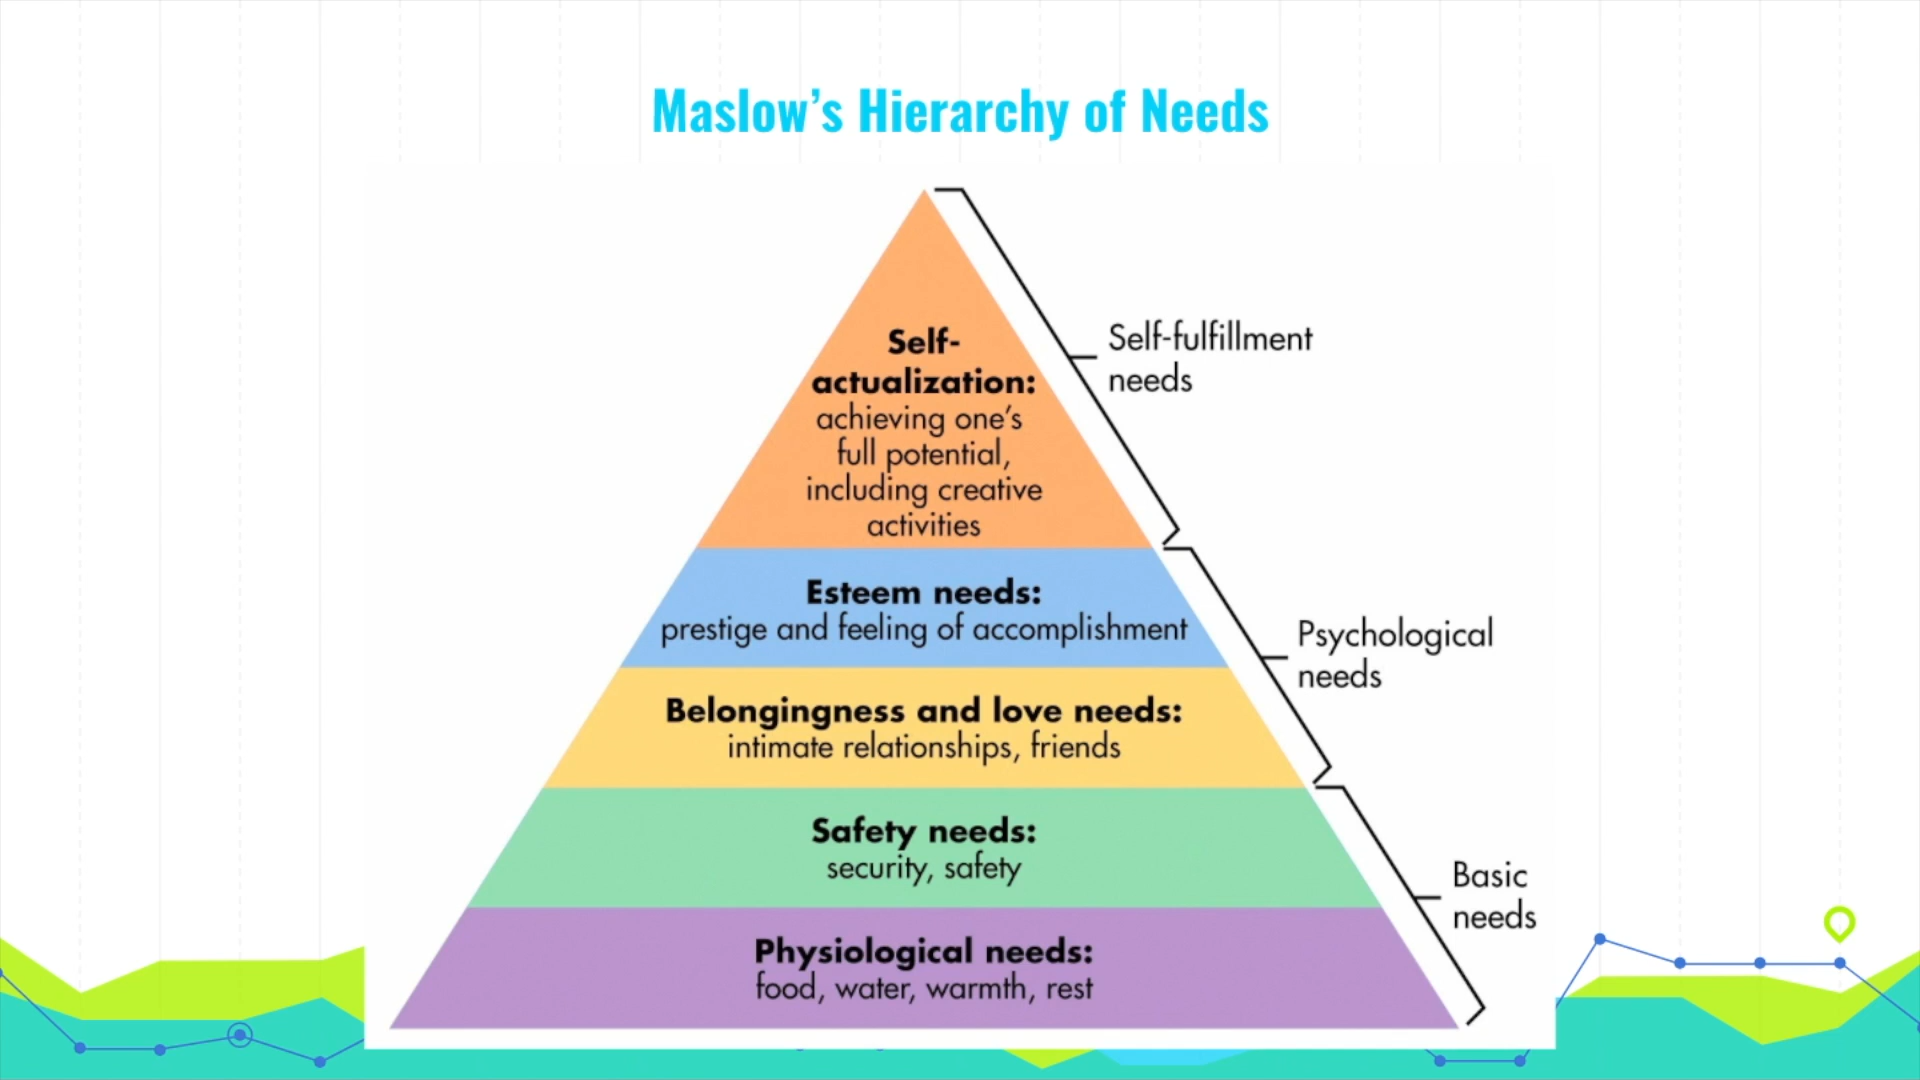 Maslow’s Hierarchy of Needs
Self-
actualization:
achieving one’s
full potential,
including creative
activities
Self-fulfillment
needs
Esteem needs:
prestige and feeling of accomplishment
Psychological
needs
Belongingness and love needs:
intimate relationships, friends
Safety needs:
security, safety
Basic
needs
Physiological needs:
food, water, warmth, rest